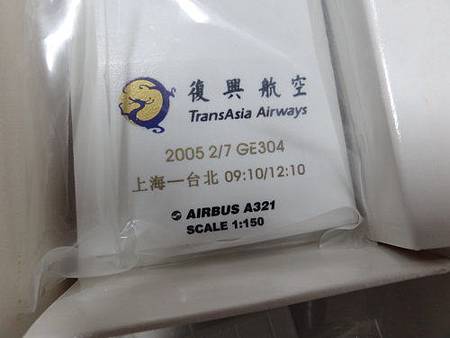 復興航空
TransAsia Airways
2005 2/7 GE304
上海一台北 09:10/12:10
AIRBUS A321
SCALE 1:150